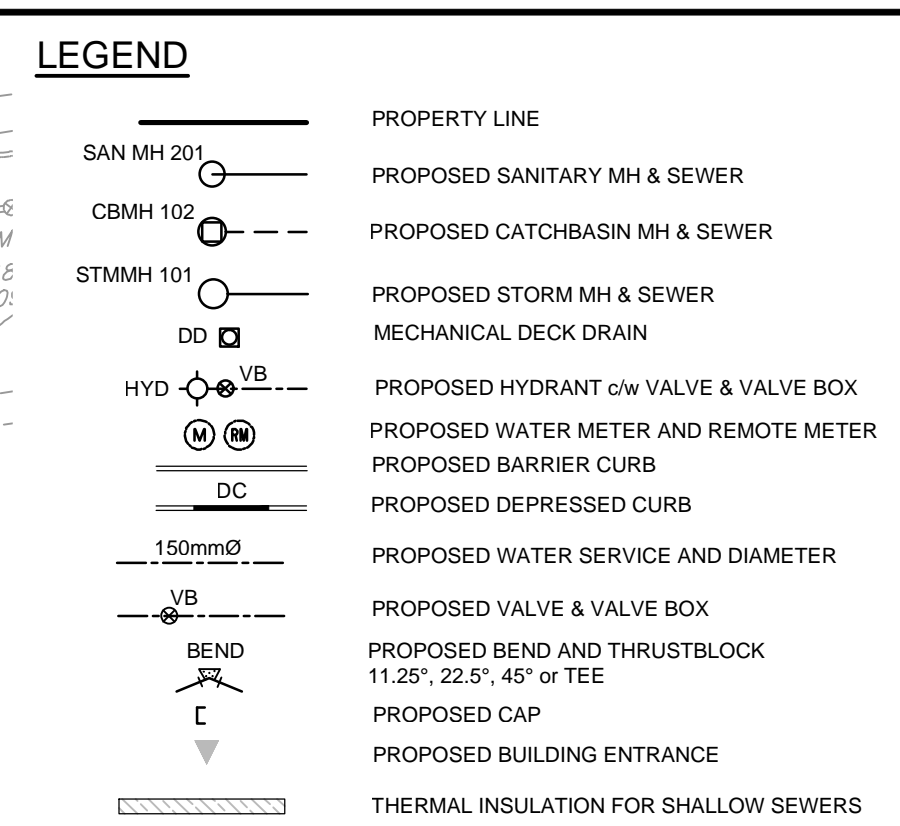 LEGEND
PROPERTY LINE
SAN MH 201 PROPOSED SANITARY MH & SEWER
CBMH 102 PROPOSED CATCHBASIN MH & SEWER
STMMH 101 PROPOSED STORM MH & SEWER
DD MECHANICAL DECK DRAIN
HYD VB PROPOSED HYDRANT c/w VALVE & VALVE BOX
M RM PROPOSED WATER METER AND REMOTE METER
PROPOSED BARRIER CURB
DC PROPOSED DEPRESSED CURB
150mmØ PROPOSED WATER SERVICE AND DIAMETER
VB PROPOSED VALVE & VALVE BOX
BEND PROPOSED BEND AND THRUSTBLOCK
11.25°, 22.5°, 45° or TEE
PROPOSED CAP
PROPOSED BUILDING ENTRANCE
THERMAL INSULATION FOR SHALLOW SEWERS